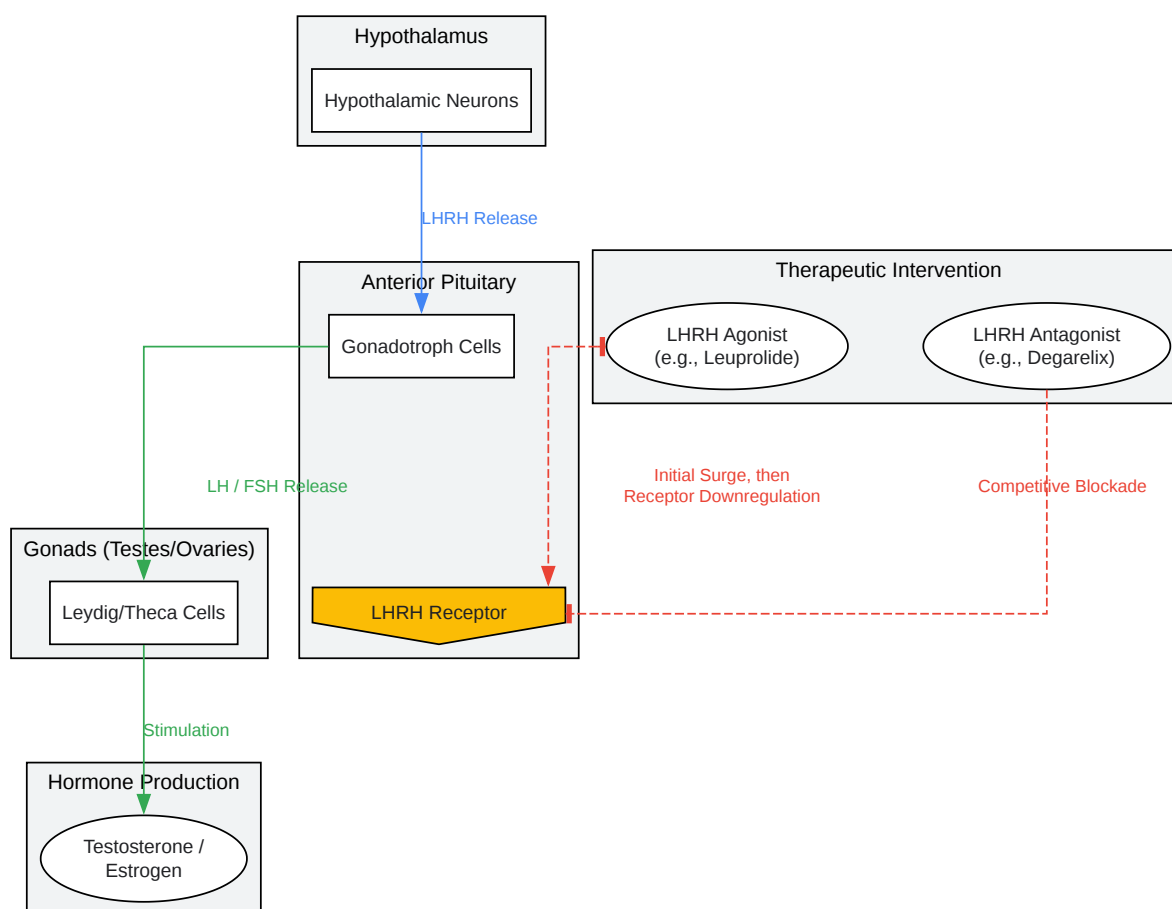 Hypothalamus
Hypothalamic Neurons
LHRH Release
Anterior Pituitary
Gonadotroph Cells
Therapeutic Intervention
LHRH Agonist
(e.g., Leuprolide)
LHRH Antagonist
(e.g., Degarelix)
LH / FSH Release
Initial Surge, then
Receptor Downregulation
Competitive Blockade
Gonads (Testes/Ovaries)
Leydig/Theca Cells
LHRH Receptor
Stimulation
Hormone Production
Testosterone /
Estrogen